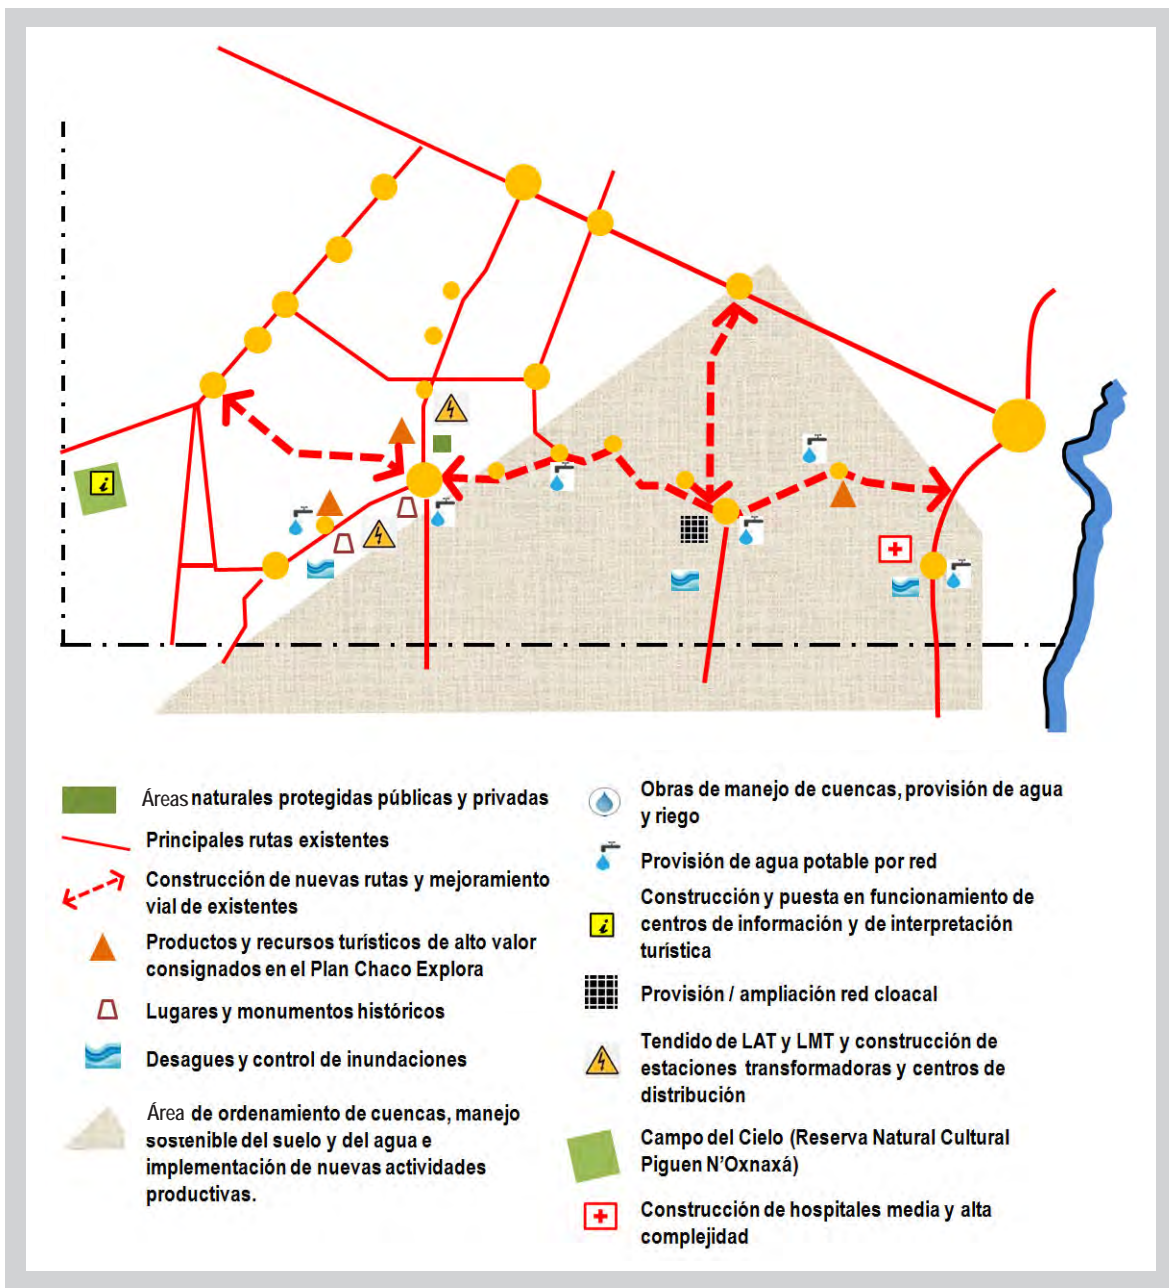 Áreas naturales protegidas públicas y privadas
Principales rutas existentes
Construcción de nuevas rutas y mejoramiento
vial de existentes
Productos y recursos turísticos de alto valor
consignados en el Plan Chaco Explora
Lugares y monumentos históricos
Desagues y control de inundaciones
Área de ordenamiento de cuencas, manejo
sostenible del suelo y del agua e
implementación de nuevas actividades
productivas.
Obras de manejo de cuencas, provisión de agua
y riego
Provisión de agua potable por red
Construcción y puesta en funcionamiento de
centros de información y de interpretación
turística
Provisión / ampliación red cloacal
Tendido de LAT y LMT y construcción de
estaciones transformadoras y centros de
distribución
Campo del Cielo (Reserva Natural Cultural
Piguen N'Oxnaxá)
Construcción de hospitales media y alta
complejidad